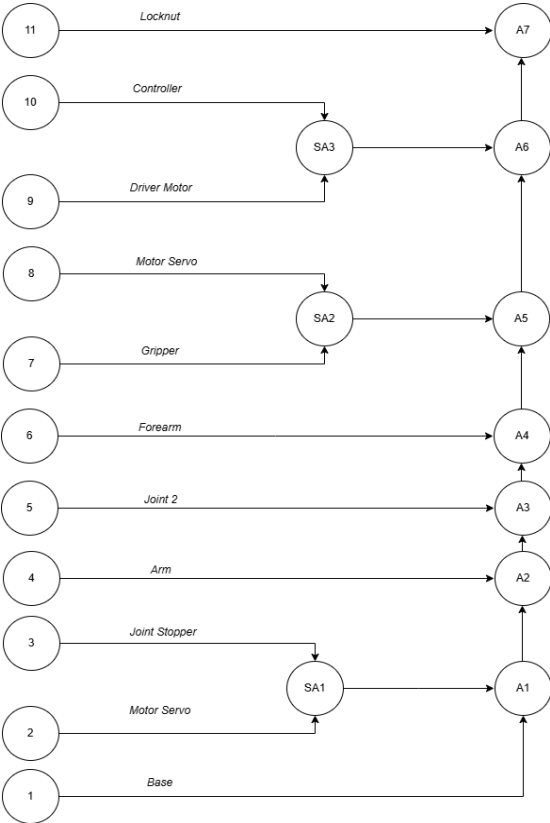 Locknut
11
A7
Controller
10
SA3
A6
Driver Motor
9
Motor Servo
8
SA2
A5
Gripper
7
Forearm
6
A4
Joint 2
5
A3
Arm
4
A2
Joint Stopper
3
SA1
A1
Motor Servo
2
Base
1